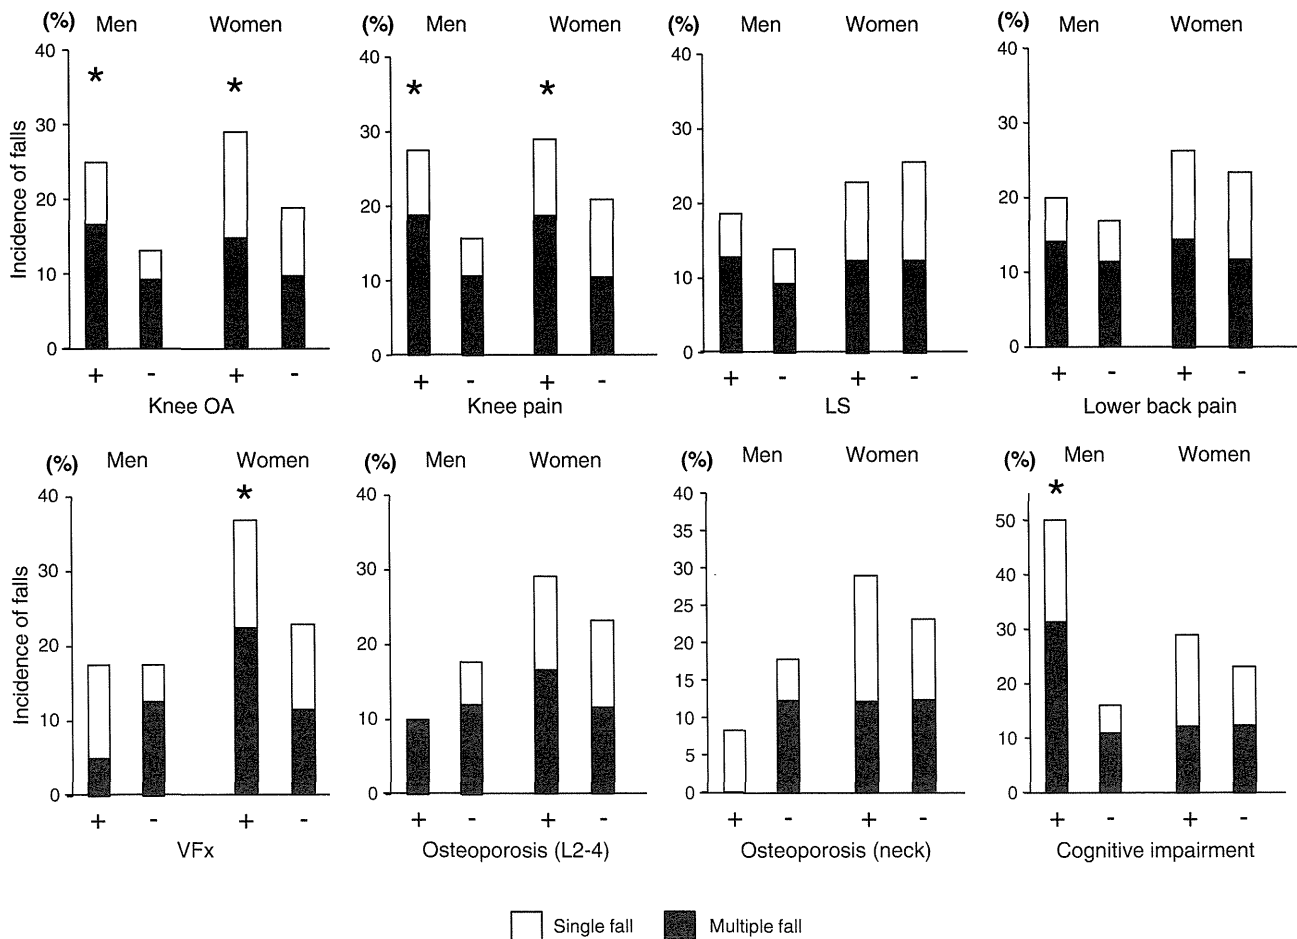 (%) Men Women
40
30
20
10
0
Incidence of falls
* *
+ - + -
Knee OA
(%) Men Women
40
30
20
10
0
* *
+ - + -
Knee pain
(%) Men Women
40
30
20
10
0
+ - + -
LS
(%) Men Women
40
30
20
10
0
+ - + -
Lower back pain
(%) Men Women
40
30
20
10
0
Incidence of falls
*
+ - + -
VFx
(%) Men Women
40
30
20
10
0
+ - + -
Osteoporosis (L2-4)
(%) Men Women
40
35
30
25
20
15
10
5
0
+ - + -
Osteoporosis (neck)
(%) Men Women
50
40
30
20
10
0
*
+ - + -
Cognitive impairment
Single fall Multiple fall